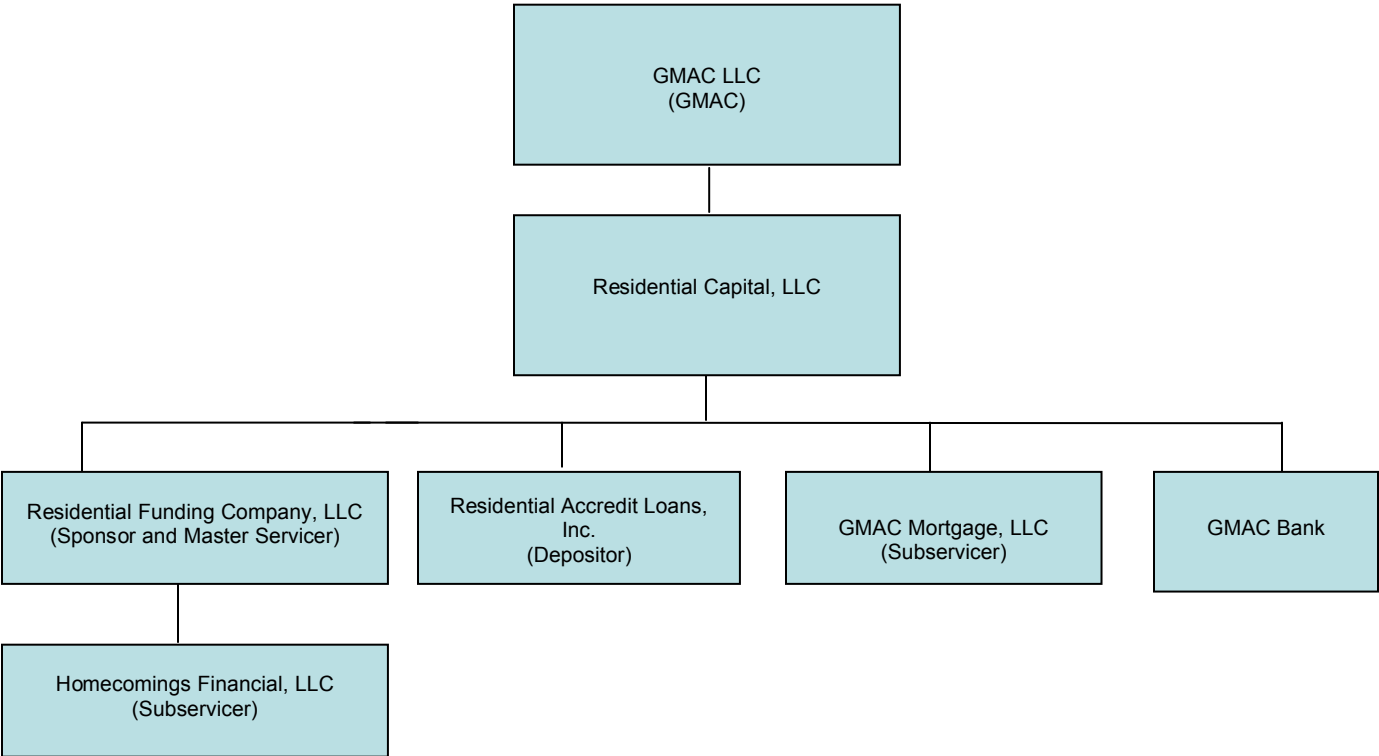 GMAC LLC
(GMAC)
Residential Capital, LLC
Residential Funding Company, LLC
(Sponsor and Master Servicer)
Residential Accredit Loans,
Inc.
(Depositor)
GMAC Mortgage, LLC
(Subservicer)
GMAC Bank
Homecomings Financial, LLC
(Subservicer)